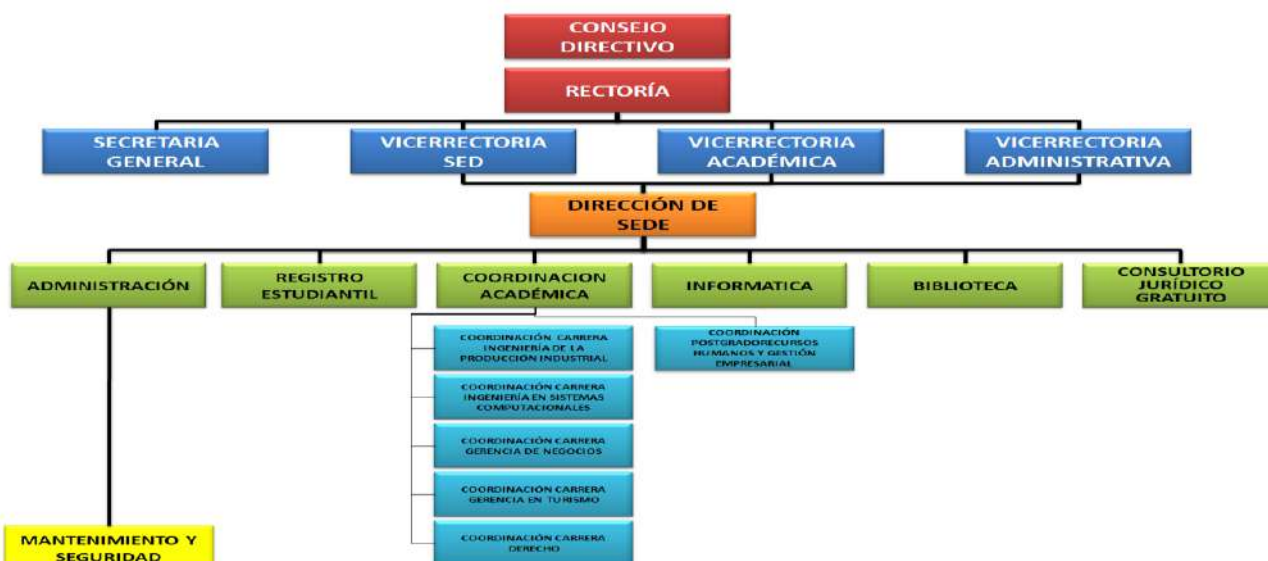 CONSEJO
DIRECTIVO
RECTORÍA
SECRETARIA
GENERAL
VICERRECTORIA
SED
VICERRECTORIA
ACADÉMICA
VICERRECTORIA
ADMINISTRATIVA
DIRECCIÓN DE
SEDE
ADMINISTRACIÓN
REGISTRO
ESTUDIANTIL
COORDINACION
ACADÉMICA
INFORMATICA
BIBLIOTECA
CONSULTORIO
JURÍDICO
GRATUITO
COORDINACIÓN CARRERA
INGENIERÍA DE LA
PRODUCCIÓN INDUSTRIAL
COORDINACIÓN
POSTGRADORECURSOS
HUMANOS Y GESTIÓN
EMPRESARIAL
COORDINACIÓN CARRERA
INGENIERÍA EN SISTEMAS
COMPUTACIONALES
COORDINACIÓN CARRERA
GERENCIA DE NEGOCIOS
COORDINACIÓN CARRERA
GERENCIA EN TURISMO
COORDINACIÓN CARRERA
DERECHO
MANTENIMIENTO Y
SEGURIDAD